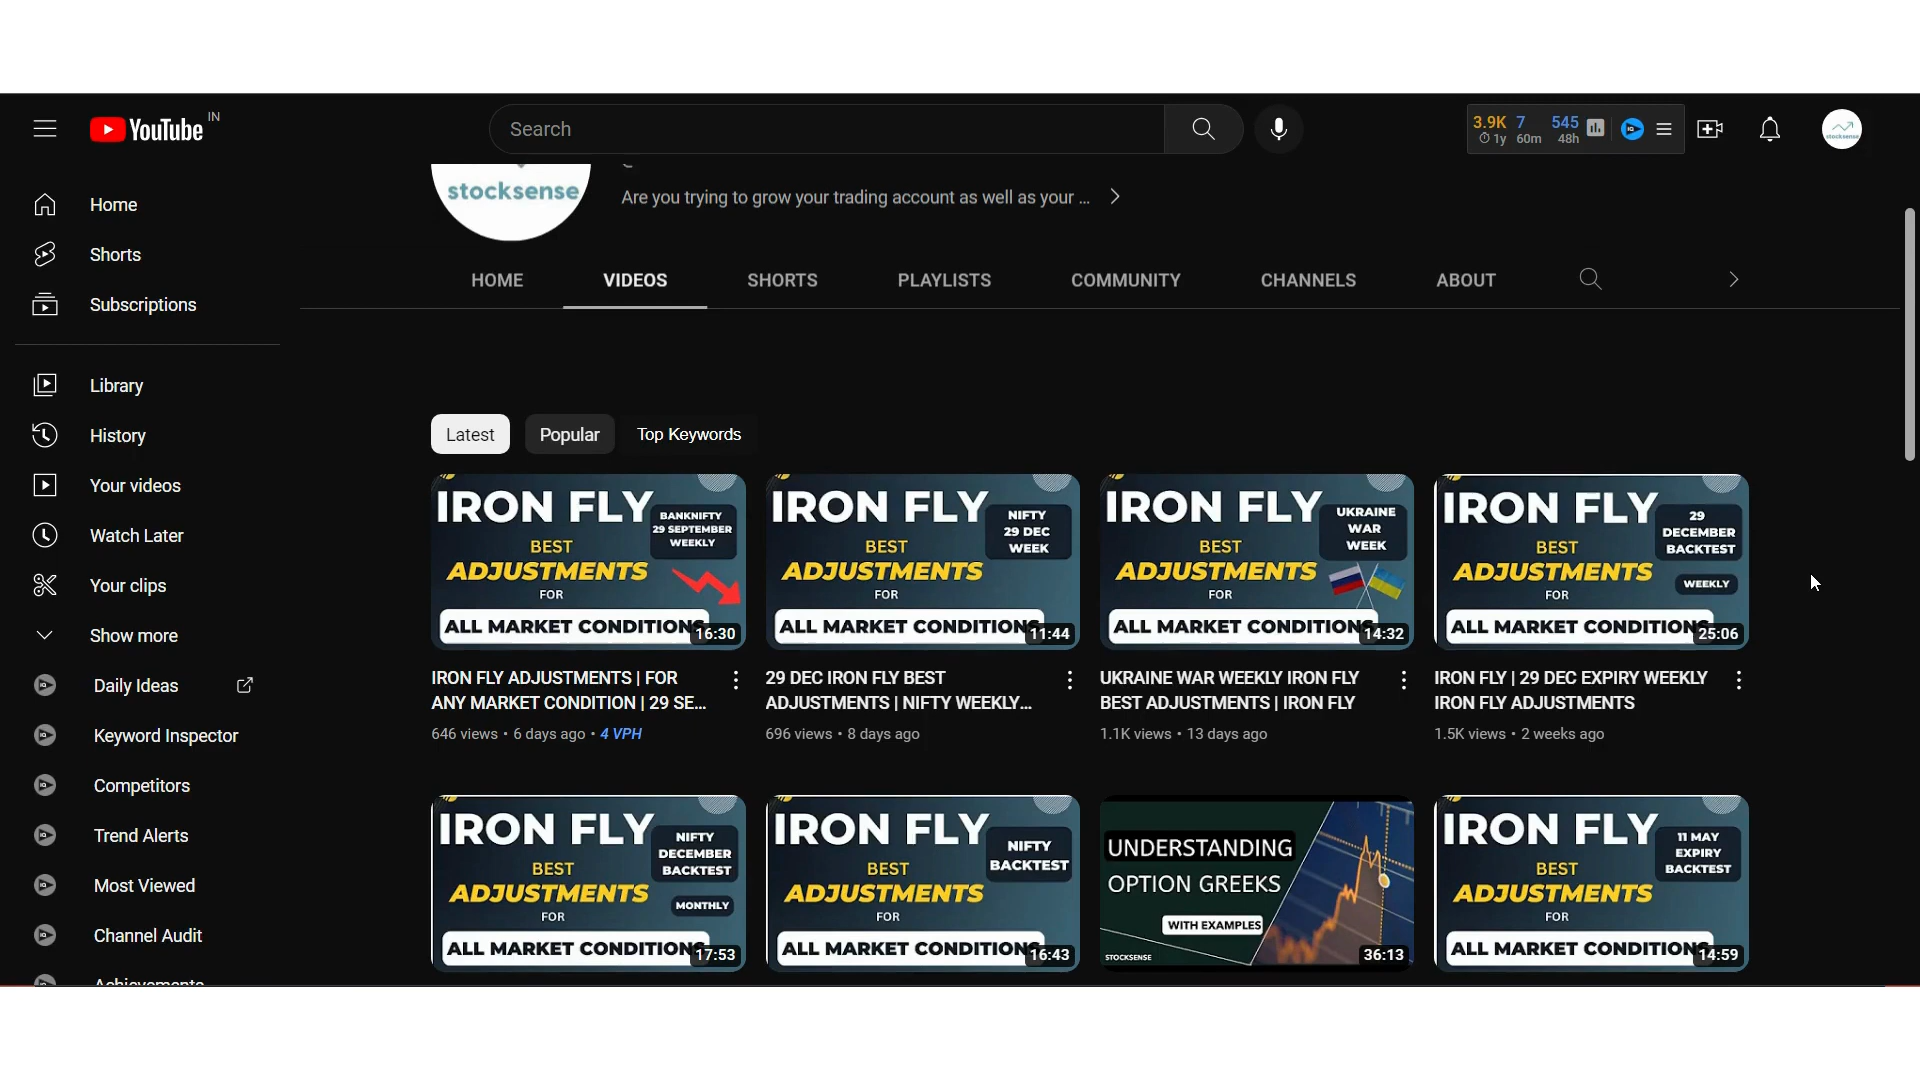 YouTube IN
Search
3.9K 7 545
1y 60m 48h
stocksense
Are you trying to grow your trading account as well as your ...
HOME VIDEOS SHORTS PLAYLISTS COMMUNITY CHANNELS ABOUT
Home
Shorts
Subscriptions
Library
History
Your videos
Watch Later
Your clips
Show more
Daily Ideas
Keyword Inspector
Competitors
Trend Alerts
Most Viewed
Channel Audit
Achievements
Latest Popular Top Keywords
IRON FLY
BANKNIFTY
29 SEPTEMBER
WEEKLY
BEST
ADJUSTMENTS
FOR
ALL MARKET CONDITIONS
16:30
IRON FLY ADJUSTMENTS | FOR
ANY MARKET CONDITION | 29 SE...
646 views • 6 days ago • 4 VPH
IRON FLY
NIFTY
29 DEC
WEEK
BEST
ADJUSTMENTS
FOR
ALL MARKET CONDITIONS
11:44
29 DEC IRON FLY BEST
ADJUSTMENTS | NIFTY WEEKLY...
696 views • 8 days ago
IRON FLY
UKRAINE
WAR
WEEK
BEST
ADJUSTMENTS
FOR
ALL MARKET CONDITIONS
14:32
UKRAINE WAR WEEKLY IRON FLY
BEST ADJUSTMENTS | IRON FLY
1.1K views • 13 days ago
IRON FLY
29
DECEMBER
BACKTEST
WEEKLY
BEST
ADJUSTMENTS
FOR
ALL MARKET CONDITIONS
25:06
IRON FLY | 29 DEC EXPIRY WEEKLY
IRON FLY ADJUSTMENTS
1.5K views • 2 weeks ago
IRON FLY
NIFTY
DECEMBER
BACKTEST
MONTHLY
BEST
ADJUSTMENTS
FOR
ALL MARKET CONDITIONS
17:53
IRON FLY
NIFTY
BACKTEST
BEST
ADJUSTMENTS
FOR
ALL MARKET CONDITIONS
16:43
UNDERSTANDING
OPTION GREEKS
WITH EXAMPLES
STOCKSENSE
36:13
IRON FLY
11 MAY
EXPIRY
BACKTEST
BEST
ADJUSTMENTS
FOR
ALL MARKET CONDITIONS
14:59